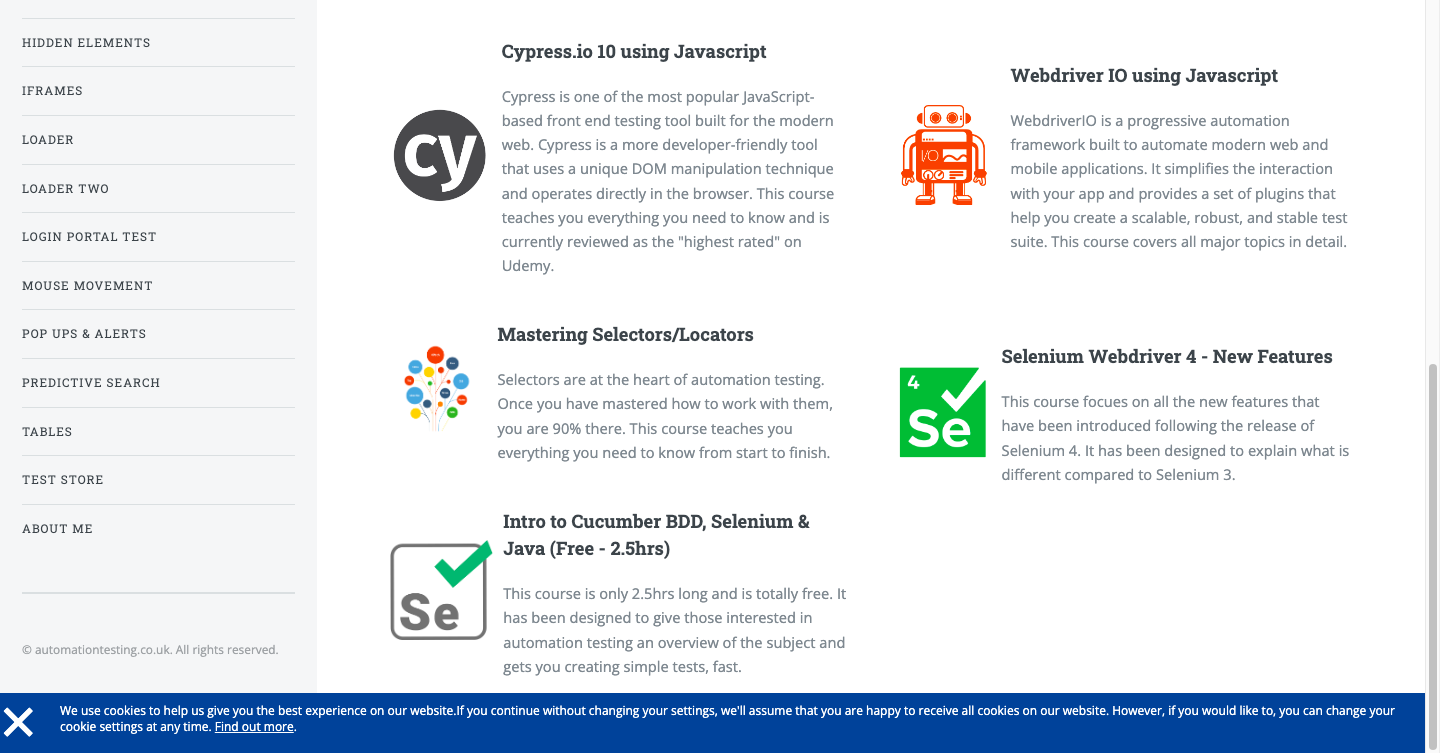 HIDDEN ELEMENTS
IFRAMES
LOADER
LOADER TWO
LOGIN PORTAL TEST
MOUSE MOVEMENT
POP UPS & ALERTS
PREDICTIVE SEARCH
TABLES
TEST STORE
ABOUT ME
© automationtesting.co.uk. All rights reserved.
cy
Cypress.io 10 using Javascript
Cypress is one of the most popular JavaScript-
based front end testing tool built for the modern
web. Cypress is a more developer-friendly tool
that uses a unique DOM manipulation technique
and operates directly in the browser. This course
teaches you everything you need to know and is
currently reviewed as the "highest rated" on
Udemy.
I/O
Webdriver IO using Javascript
WebdriverIO is a progressive automation
framework built to automate modern web and
mobile applications. It simplifies the interaction
with your app and provides a set of plugins that
help you create a scalable, robust, and stable test
suite. This course covers all major topics in detail.
Mastering Selectors/Locators
Selectors are at the heart of automation testing.
Once you have mastered how to work with them,
you are 90% there. This course teaches you
everything you need to know from start to finish.
4
Se
Selenium Webdriver 4 - New Features
This course focues on all the new features that
have been introduced following the release of
Selenium 4. It has been designed to explain what is
different compared to Selenium 3.
Se
Intro to Cucumber BDD, Selenium &
Java (Free - 2.5hrs)
This course is only 2.5hrs long and is totally free. It
has been designed to give those interested in
automation testing an overview of the subject and
gets you creating simple tests, fast.
We use cookies to help us give you the best experience on our website.If you continue without changing your settings, we'll assume that you are happy to receive all cookies on our website. However, if you would like to, you can change your
cookie settings at any time. Find out more.